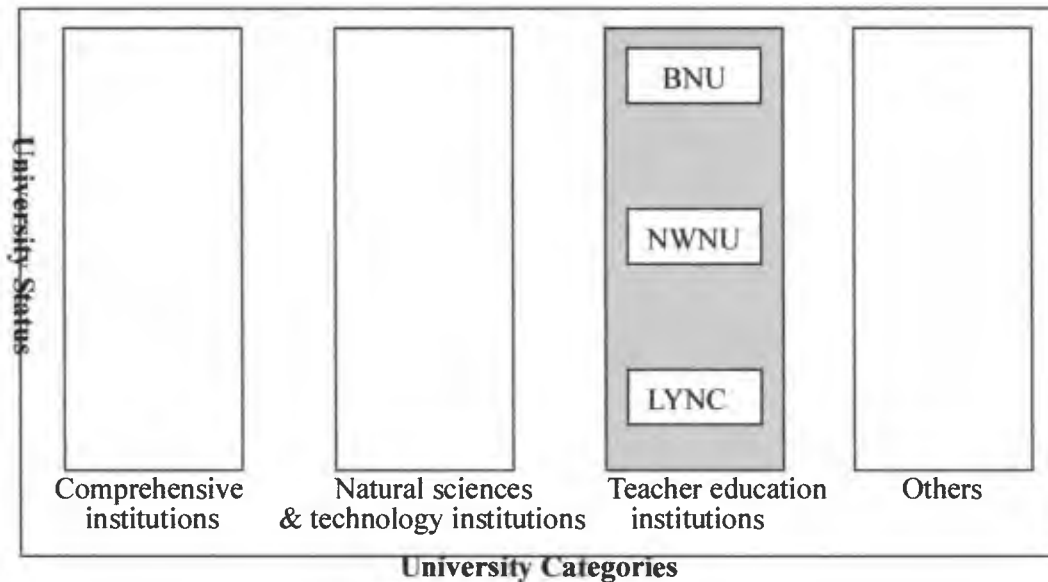 BNU
NWNU
LYNC
University Status
Comprehensive
institutions
Natural sciences
& technology institutions
Teacher education
institutions
Others
University Categories